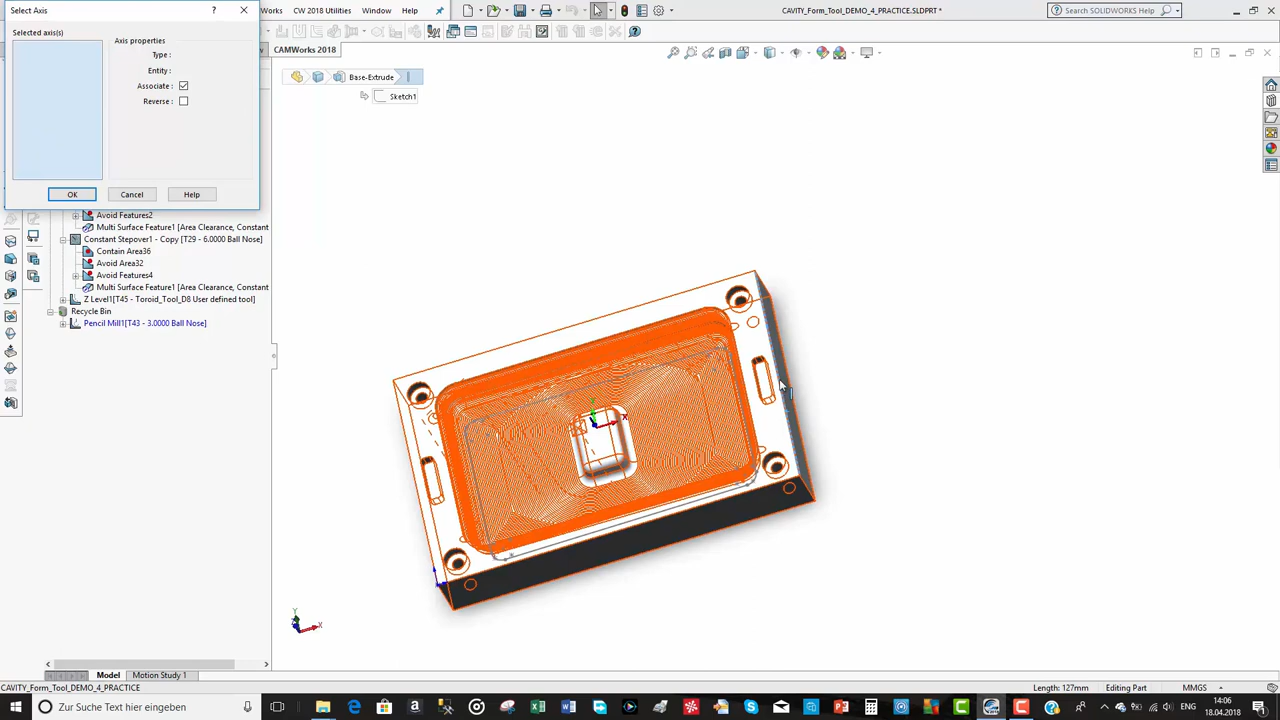 Select Axis
?
Works
CW 2018 Utilities
Window
Help
CAVITY_Form_Tool_DEMO_4_PRACTICE.SLDPRT *
Search SOLIDWORKS Help
Selected axis(s)
Axis properties
Type :
Entity :
Associate :
Reverse :
OK
Cancel
Help
CAMWorks 2018
Base-Extrude
Sketch1
Avoid Features2
Multi Surface Feature1 [Area Clearance, Constant
Constant Stepover1 - Copy [T29 - 6.0000 Ball Nose]
Contain Area36
Avoid Area32
Avoid Features4
Multi Surface Feature1 [Area Clearance, Constant
Z Level1[T45 - Toroid_Tool_D8 User defined tool]
Recycle Bin
Pencil Mill1[T43 - 3.0000 Ball Nose]
Y
X
Y
Z
X
Model
Motion Study 1
CAVITY_Form_Tool_DEMO_4_PRACTICE
Length: 127mm
Editing Part
MMGS
Zur Suche Text hier eingeben
14:06
18.04.2018